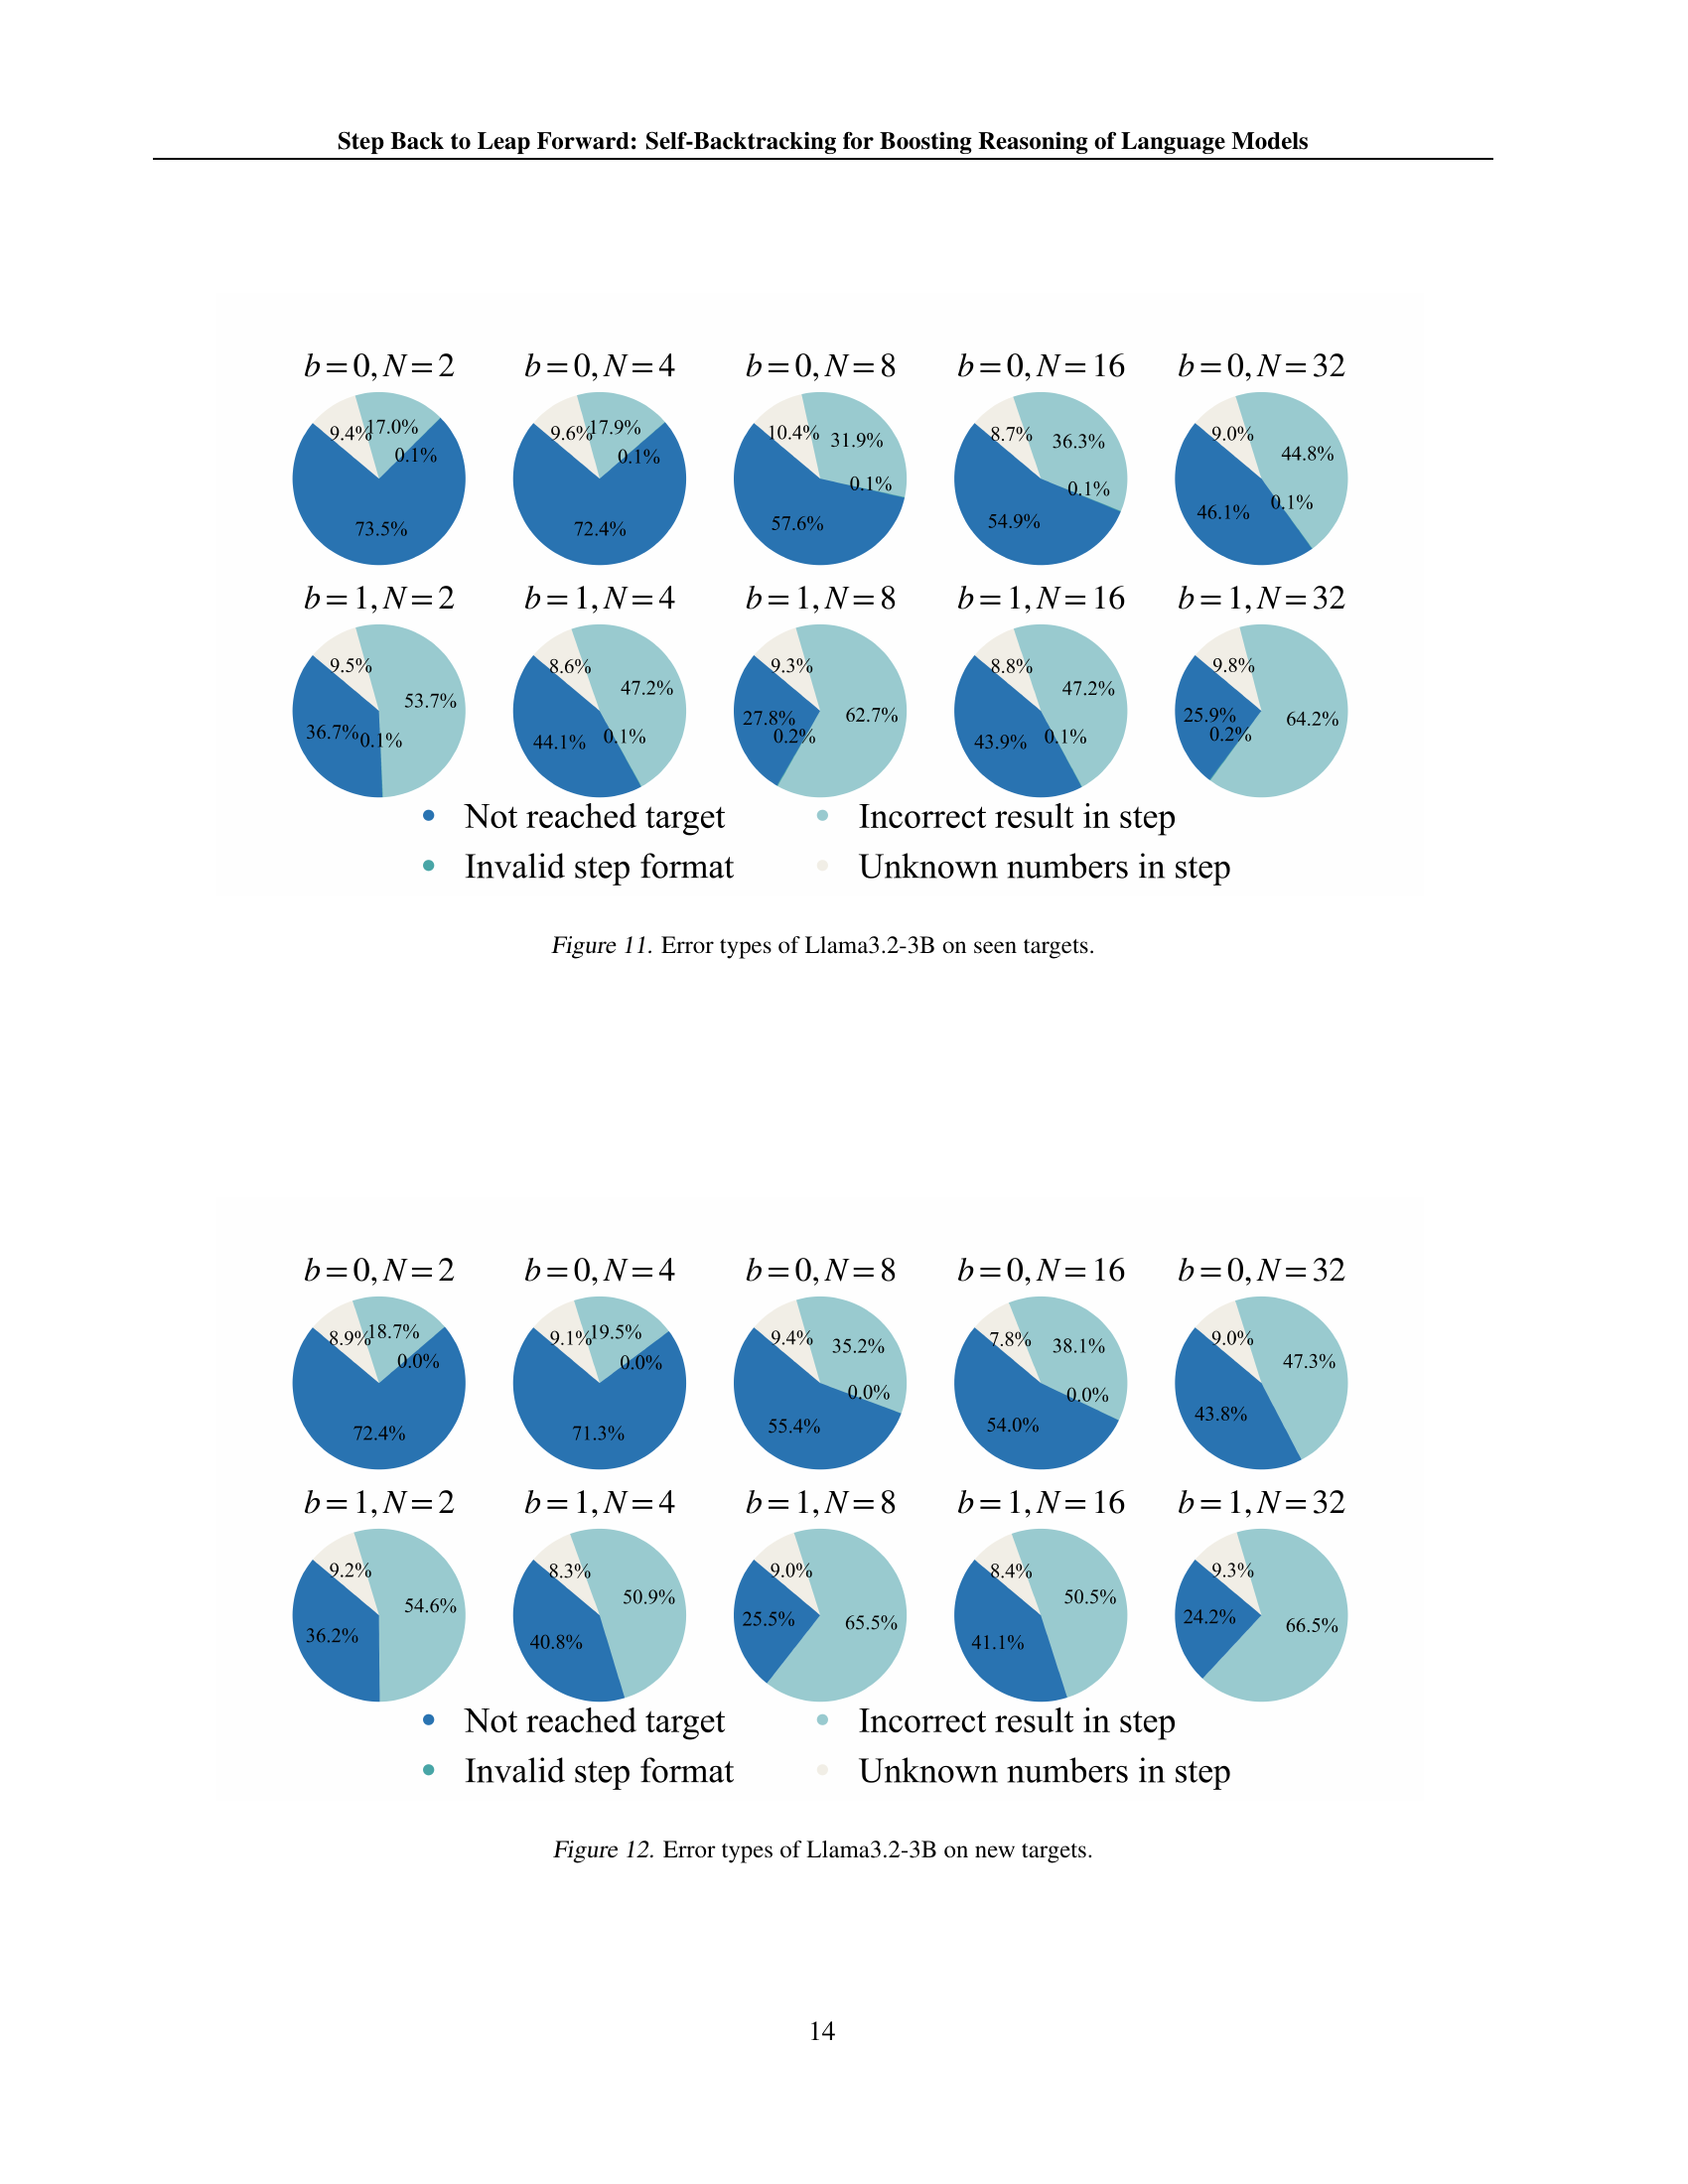 Step Back to Leap Forward: Self-Backtracking for Boosting Reasoning of Language Models
b=0, N=2 b=0, N=4 b=0, N=8 b=0, N=16 b=0, N=32
9.4% 17.0% 0.1% 73.5%
9.6% 17.9% 0.1% 72.4%
10.4% 31.9% 0.1% 57.6%
8.7% 36.3% 0.1% 54.9%
9.0% 44.8% 0.1% 46.1%
b=1, N=2 b=1, N=4 b=1, N=8 b=1, N=16 b=1, N=32
9.5% 53.7% 36.7% 0.1%
8.6% 47.2% 44.1% 0.1%
9.3% 62.7% 27.8% 0.2%
8.8% 47.2% 43.9% 0.1%
9.8% 64.2% 25.9% 0.2%
Not reached target Incorrect result in step
Invalid step format Unknown numbers in step
Figure 11. Error types of Llama3.2-3B on seen targets.
b=0, N=2 b=0, N=4 b=0, N=8 b=0, N=16 b=0, N=32
8.9% 18.7% 0.0% 72.4%
9.1% 19.5% 0.0% 71.3%
9.4% 35.2% 0.0% 55.4%
7.8% 38.1% 0.0% 54.0%
9.0% 47.3% 43.8%
b=1, N=2 b=1, N=4 b=1, N=8 b=1, N=16 b=1, N=32
9.2% 54.6% 36.2%
8.3% 50.9% 40.8%
9.0% 65.5% 25.5%
8.4% 50.5% 41.1%
9.3% 66.5% 24.2%
Not reached target Incorrect result in step
Invalid step format Unknown numbers in step
Figure 12. Error types of Llama3.2-3B on new targets.
14